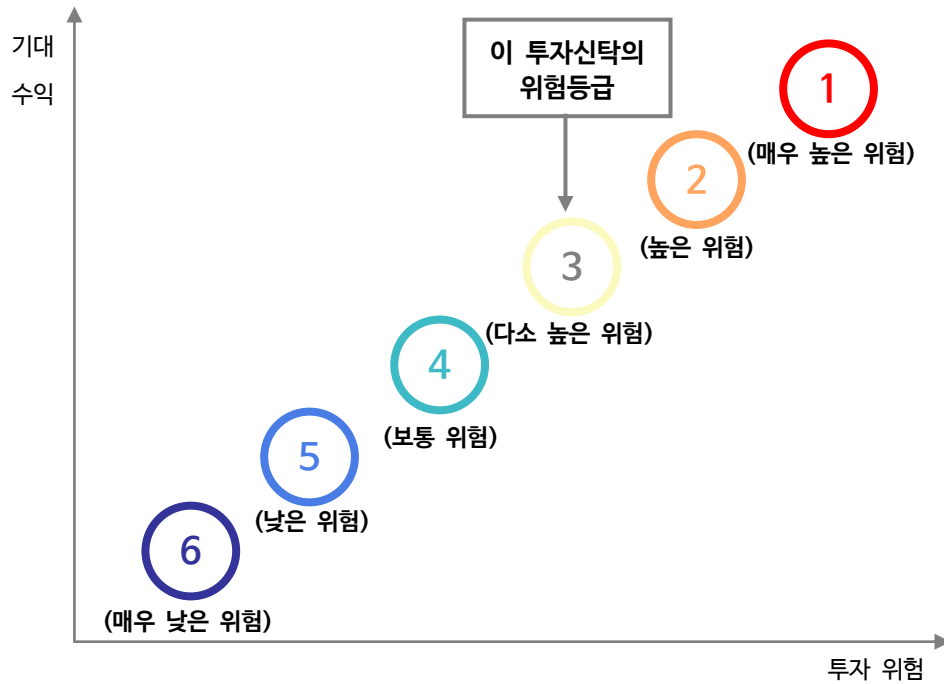 기대
수익
이 투자신탁의
위험등급
1
(매우 높은 위험)
2
(높은 위험)
3
(다소 높은 위험)
4
(보통 위험)
5
(낮은 위험)
6
(매우 낮은 위험)
투자 위험